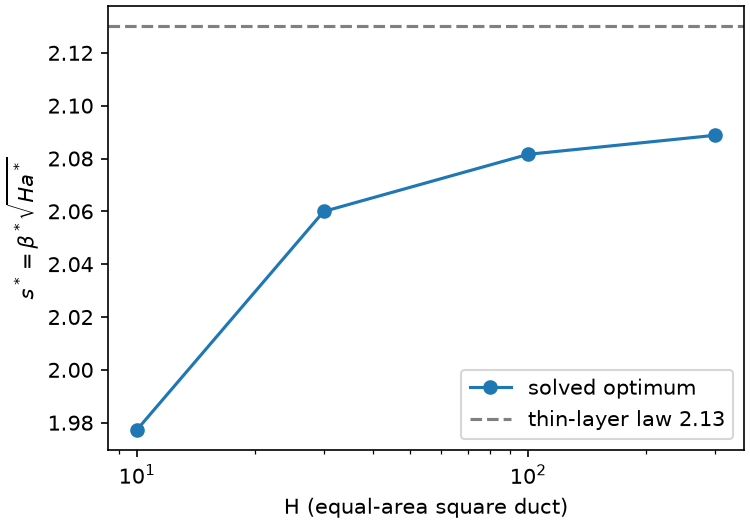 2.12
2.10
2.08
2.06
2.04
2.02
2.00
1.98
s* = β*√Ha*
10¹
10²
H (equal-area square duct)
solved optimum
thin-layer law 2.13